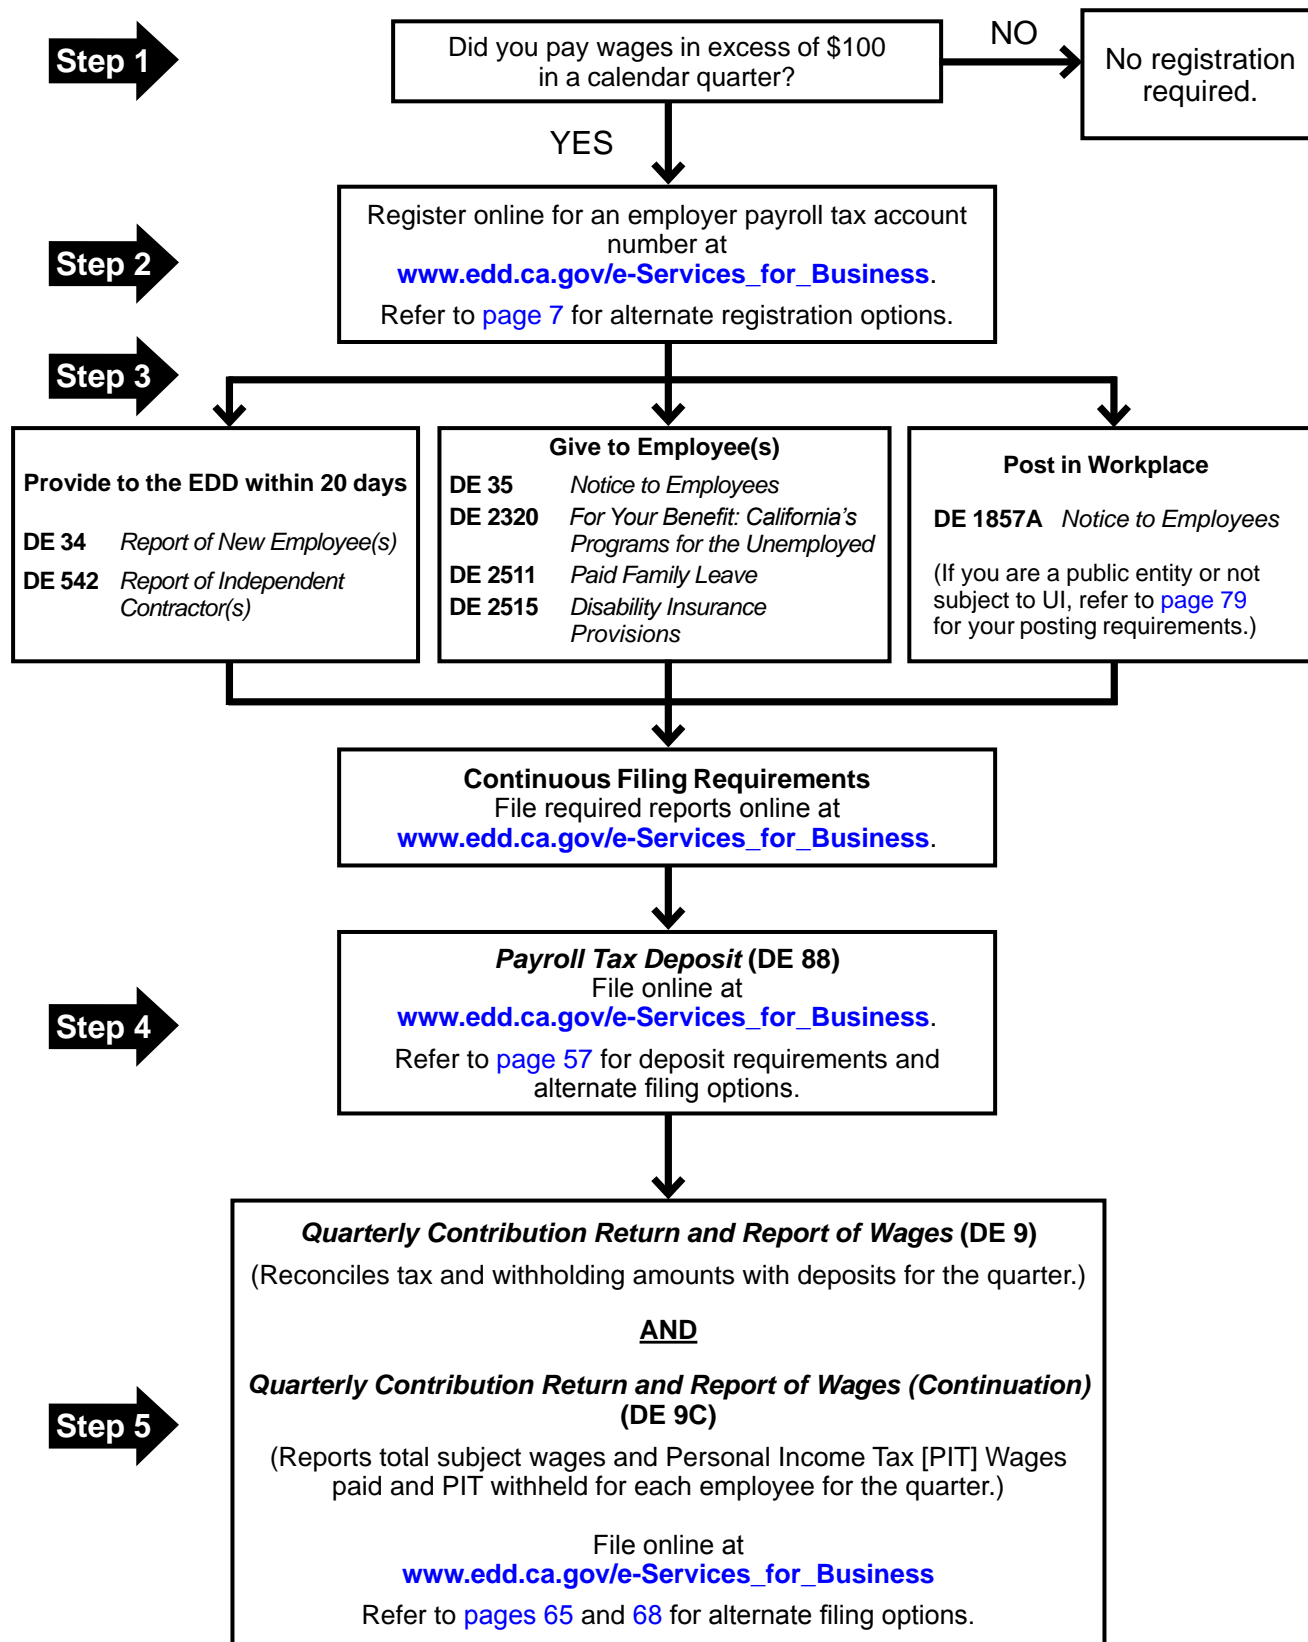 Step 1
Did you pay wages in excess of $100
in a calendar quarter?
NO
No registration
required.
YES
Step 2
Register online for an employer payroll tax account
number at
www.edd.ca.gov/e-Services_for_Business.
Refer to page 7 for alternate registration options.
Step 3
Provide to the EDD within 20 days
DE 34 Report of New Employee(s)
DE 542 Report of Independent
Contractor(s)
Give to Employee(s)
DE 35 Notice to Employees
DE 2320 For Your Benefit: California's
Programs for the Unemployed
DE 2511 Paid Family Leave
DE 2515 Disability Insurance
Provisions
Post in Workplace
DE 1857A Notice to Employees
(If you are a public entity or not
subject to UI, refer to page 79
for your posting requirements.)
Continuous Filing Requirements
File required reports online at
www.edd.ca.gov/e-Services_for_Business.
Step 4
Payroll Tax Deposit (DE 88)
File online at
www.edd.ca.gov/e-Services_for_Business.
Refer to page 57 for deposit requirements and
alternate filing options.
Step 5
Quarterly Contribution Return and Report of Wages (DE 9)
(Reconciles tax and withholding amounts with deposits for the quarter.)
AND
Quarterly Contribution Return and Report of Wages (Continuation)
(DE 9C)
(Reports total subject wages and Personal Income Tax [PIT] Wages
paid and PIT withheld for each employee for the quarter.)
File online at
www.edd.ca.gov/e-Services_for_Business
Refer to pages 65 and 68 for alternate filing options.